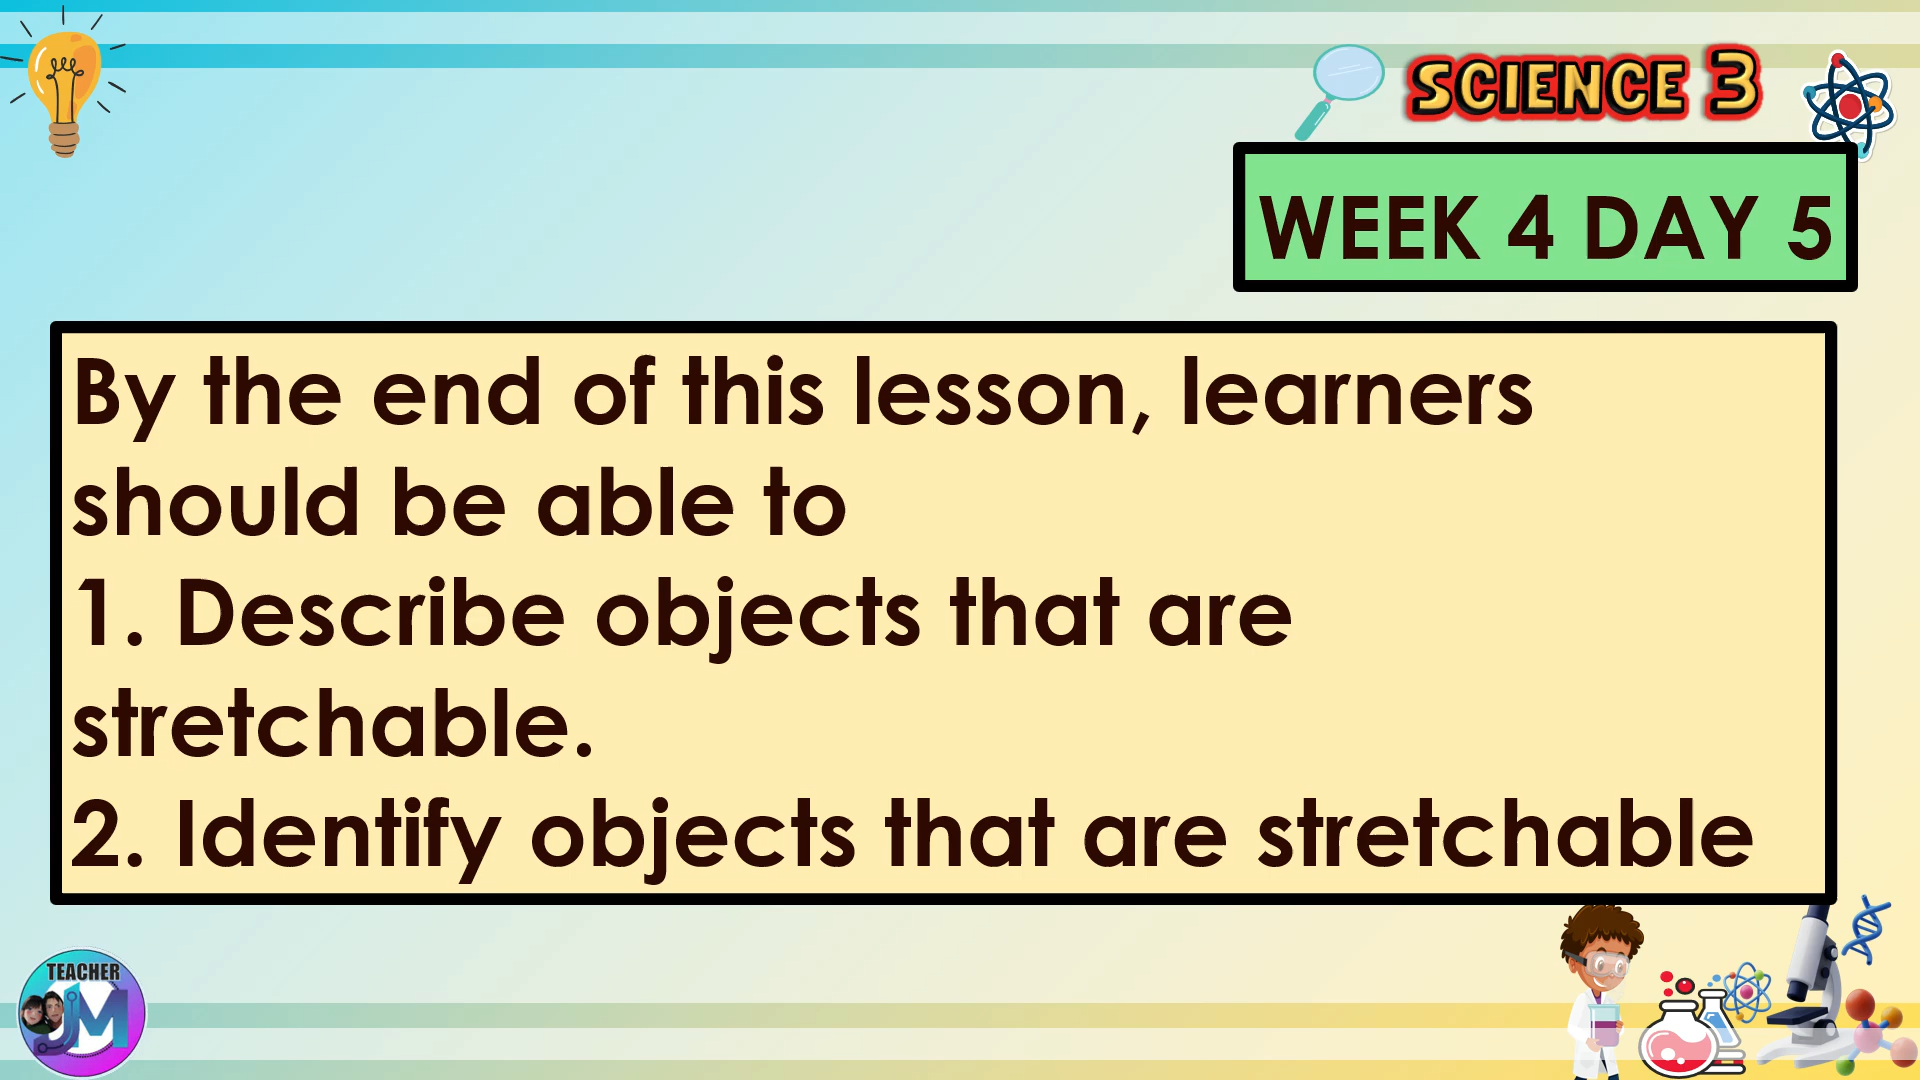 SCIENCE 3
WEEK 4 DAY 5
By the end of this lesson, learners
should be able to
1. Describe objects that are
stretchable.
2. Identify objects that are stretchable
TEACHER
JM